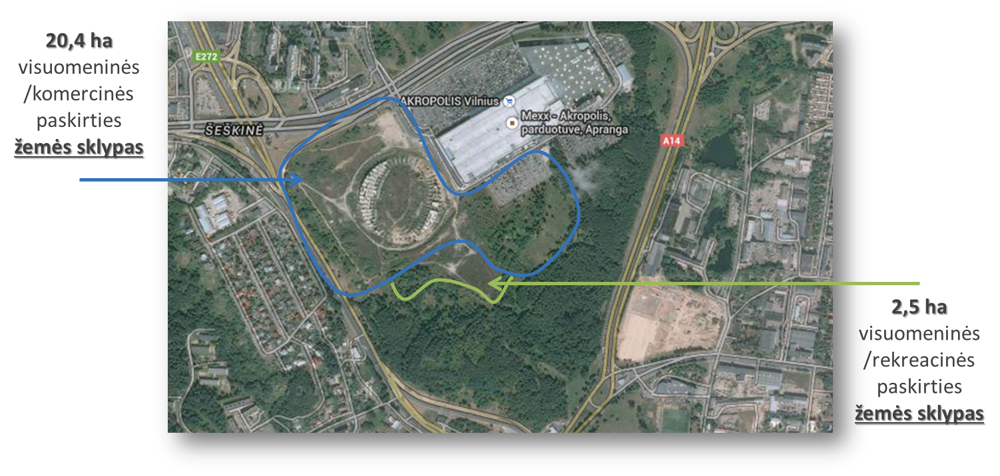 20,4 ha
visuomeninės
/komercinės
paskirties
žemės sklypas
E272
ŠEŠKINĖ
AKROPOLIS Vilnius
Mexx - Akropolis,
parduotuve, Apranga
A14
2,5 ha
visuomeninės
/rekreacinės
paskirties
žemės sklypas